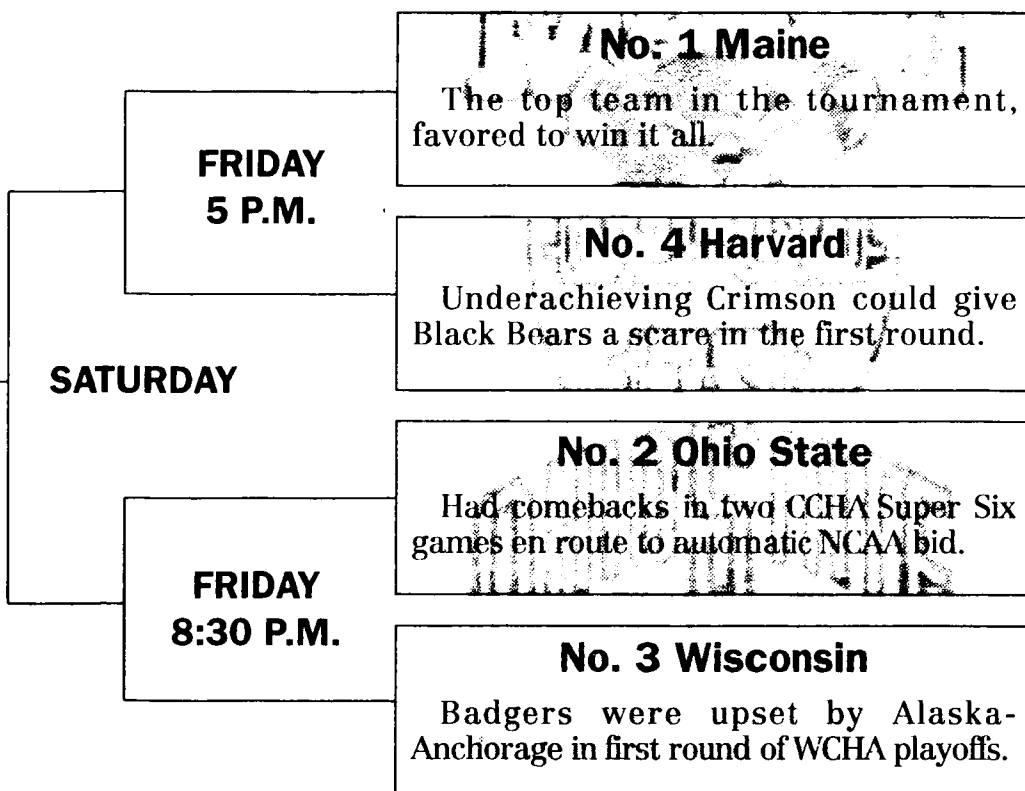 No. 1 Maine
The top team in the tournament,
favored to win it all.
FRIDAY
5 P.M.
No. 4 Harvard
Underachieving Crimson could give
Black Bears a scare in the first round.
SATURDAY
No. 2 Ohio State
Had comebacks in two CCHA Super Six
games en route to automatic NCAA bid.
FRIDAY
8:30 P.M.
No. 3 Wisconsin
Badgers were upset by Alaska-
Anchorage in first round of WCHA playoffs.